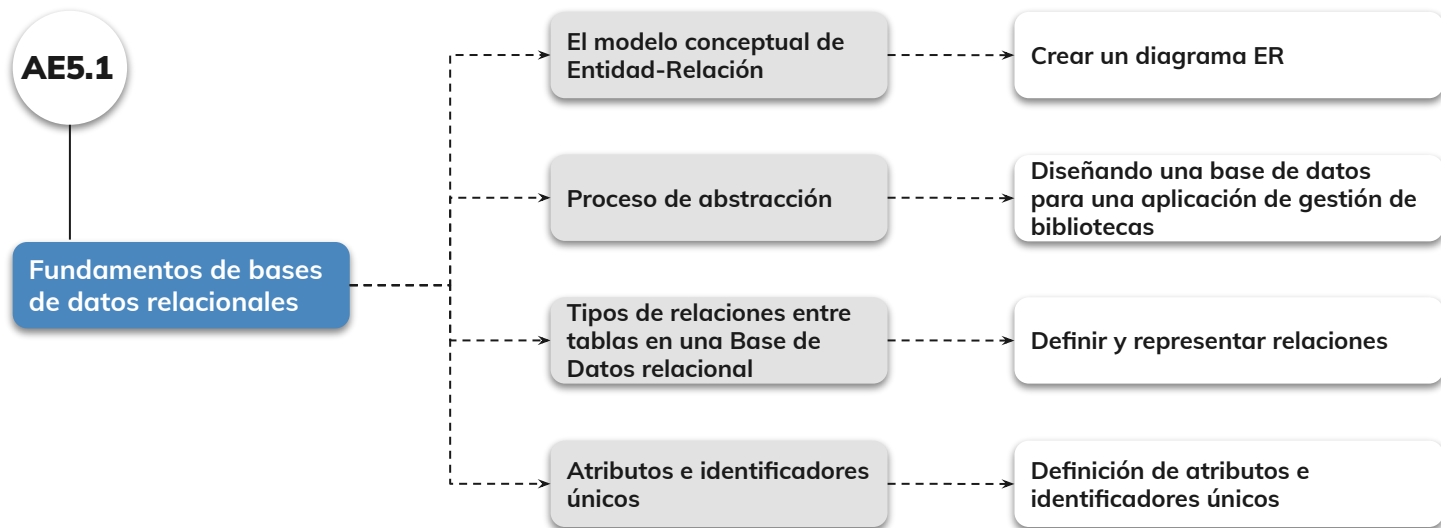 AE5.1
Fundamentos de bases
de datos relacionales
El modelo conceptual de
Entidad-Relación
Crear un diagrama ER
Proceso de abstracción
Diseñando una base de datos
para una aplicación de gestión de
bibliotecas
Tipos de relaciones entre
tablas en una Base de
Datos relacional
Definir y representar relaciones
Atributos e identificadores
únicos
Definición de atributos e
identificadores únicos